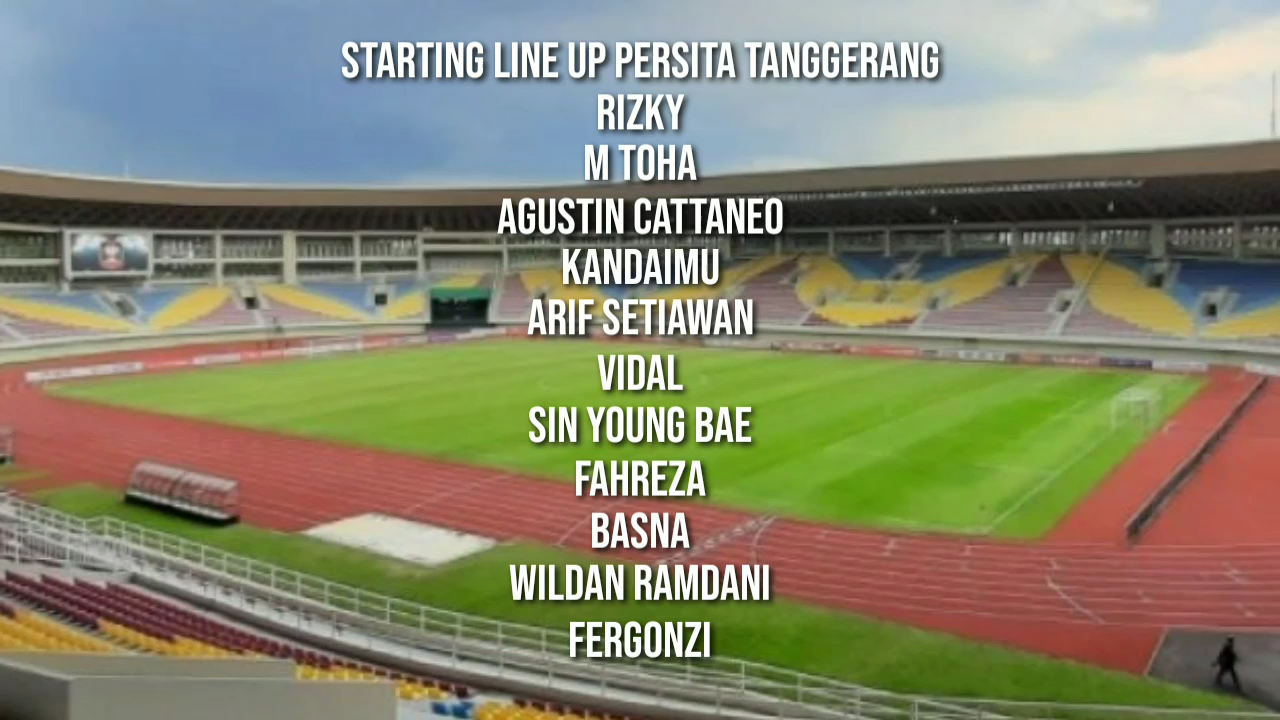 STARTING LINE UP PERSITA TANGGERANG
RIZKY
M TOHA
AGUSTIN CATTANEO
KANDAIMU
ARIF SETIAWAN
VIDAL
SIN YOUNG BAE
FAHREZA
BASNA
WILDAN RAMDANI
FERGONZI